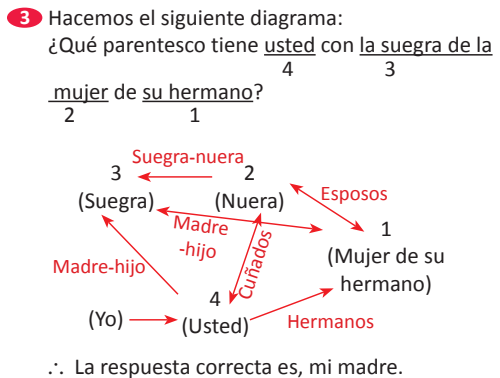 3 Hacemos el siguiente diagrama:
¿Qué parentesco tiene usted con la suegra de la
4 3
mujer de su hermano?
2 1
Suegra-nuera
3 2
(Suegra) (Nuera)
Esposos
Madre
-hijo
Cuñados
1
(Mujer de su
hermano)
Madre-hijo
4
(Yo) (Usted)
Hermanos
∴ La respuesta correcta es, mi madre.